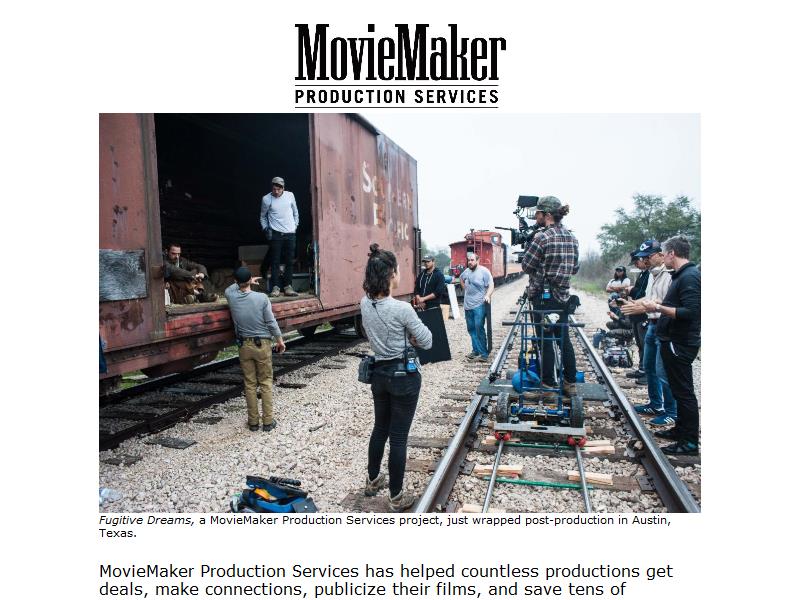 MovieMaker
PRODUCTION SERVICES
Fugitive Dreams, a MovieMaker Production Services project, just wrapped post-production in Austin,
Texas.
MovieMaker Production Services has helped countless productions get
deals, make connections, publicize their films, and save tens of